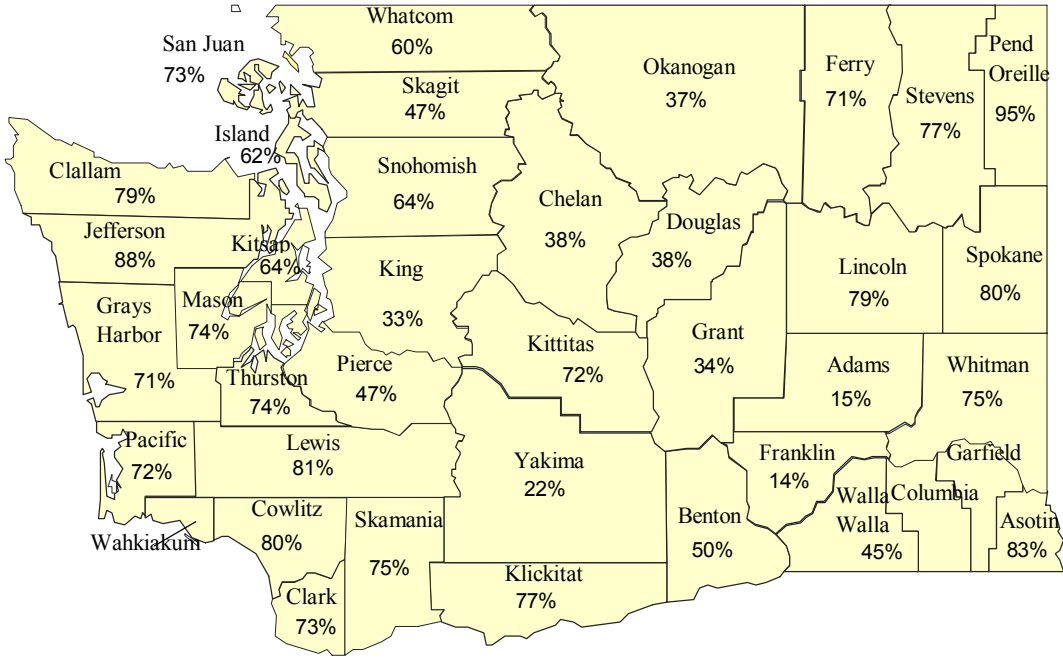 Whatcom
60%
San Juan
73%
Skagit
47%
Okanogan
37%
Ferry
71%
Stevens
77%
Pend
Oreille
95%
Island
62%
Clallam
79%
Snohomish
64%
Chelan
38%
Douglas
38%
Jefferson
88%
Kitsap
64%
King
33%
Lincoln
79%
Spokane
80%
Grays
Harbor
71%
Mason
74%
Kittitas
72%
Grant
34%
Adams
15%
Whitman
75%
Thurston
74%
Pierce
47%
Pacific
72%
Lewis
81%
Yakima
22%
Franklin
14%
Garfield
Walla
Walla
45%
Columbia
Asotin
83%
Wahkiakum
Cowlitz
80%
Skamania
75%
Benton
50%
Klickitat
77%
Clark
73%